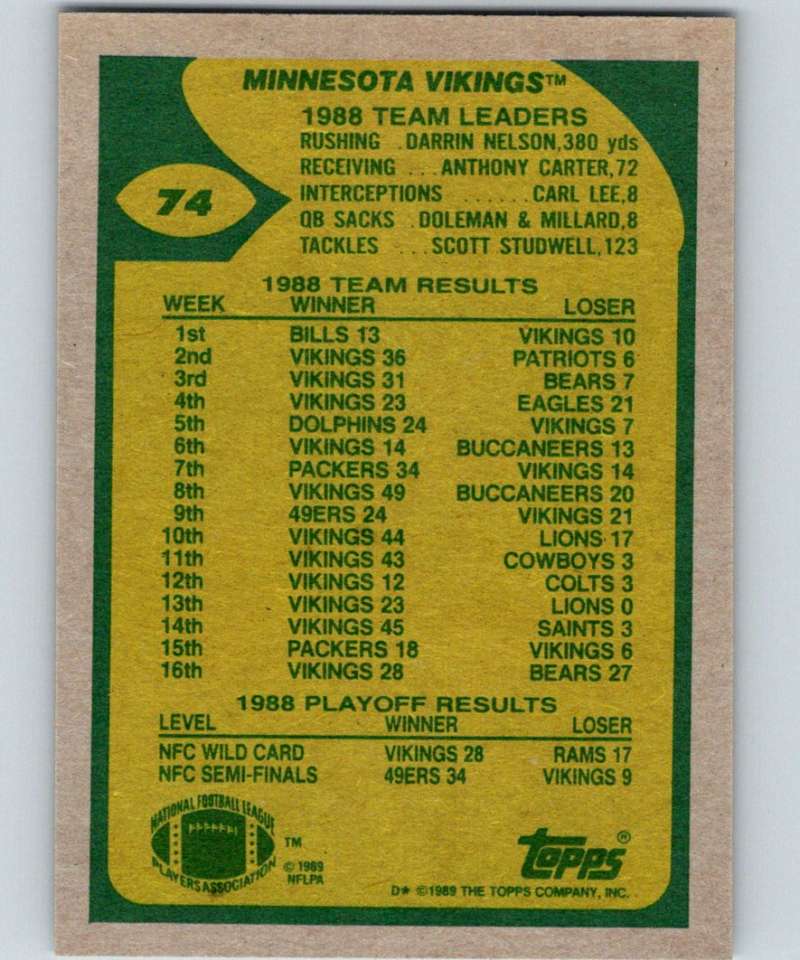 MINNESOTA VIKINGS™
1988 TEAM LEADERS
RUSHING .DARRIN NELSON,380 yds
RECEIVING ...ANTHONY CARTER,72
74
INTERCEPTIONS ......CARL LEE,8
QB SACKS .DOLEMAN & MILLARD,8
TACKLES ...SCOTT STUDWELL,123
1988 TEAM RESULTS
WEEK WINNER LOSER
1st BILLS 13 VIKINGS 10
2nd VIKINGS 36 PATRIOTS 6
3rd VIKINGS 31 BEARS 7
4th VIKINGS 23 EAGLES 21
5th DOLPHINS 24 VIKINGS 7
6th VIKINGS 14 BUCCANEERS 13
7th PACKERS 34 VIKINGS 14
8th VIKINGS 49 BUCCANEERS 20
9th 49ERS 24 VIKINGS 21
10th VIKINGS 44 LIONS 17
11th VIKINGS 43 COWBOYS 3
12th VIKINGS 12 COLTS 3
13th VIKINGS 23 LIONS 0
14th VIKINGS 45 SAINTS 3
15th PACKERS 18 VIKINGS 6
16th VIKINGS 28 BEARS 27
1988 PLAYOFF RESULTS
LEVEL WINNER LOSER
NFC WILD CARD VIKINGS 28 RAMS 17
NFC SEMI-FINALS 49ERS 34 VIKINGS 9
NATIONAL FOOTBALL LEAGUE
PLAYERS ASSOCIATION
™
© 1989
NFLPA
topps®
D* ©1989 THE TOPPS COMPANY, INC.